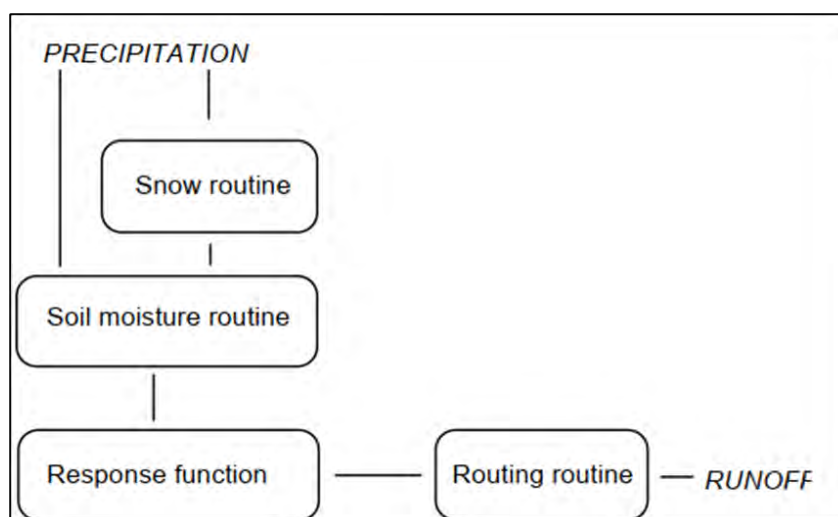 PRECIPITATION
Snow routine
Soil moisture routine
Response function
Routing routine
RUNOFF